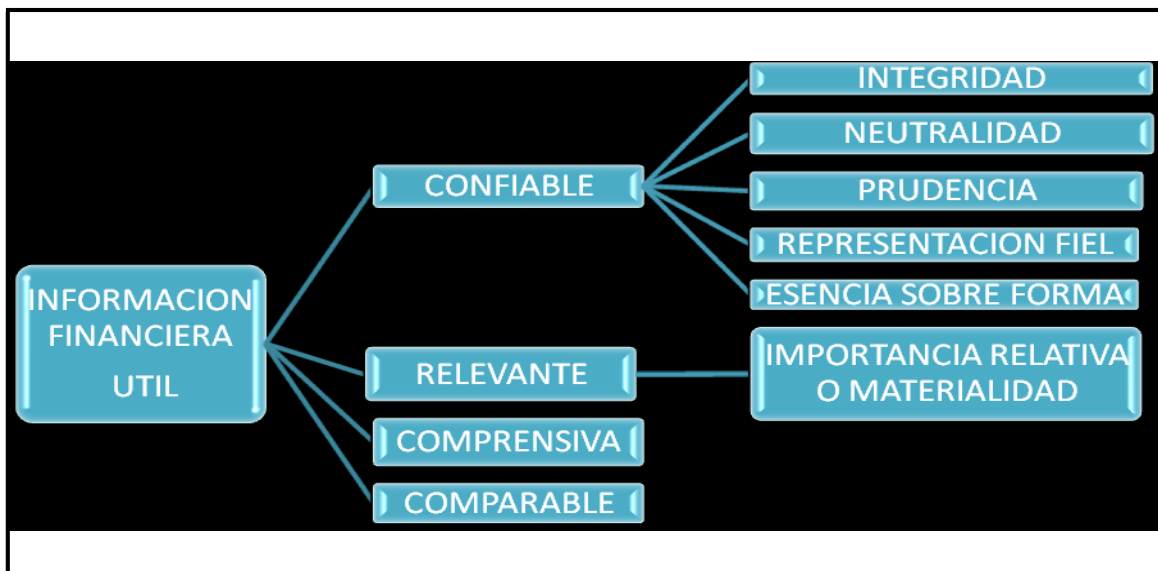 INFORMACION
FINANCIERA
UTIL
CONFIABLE
INTEGRIDAD
NEUTRALIDAD
PRUDENCIA
REPRESENTACION FIEL
ESENCIA SOBRE FORMA
RELEVANTE
IMPORTANCIA RELATIVA
O MATERIALIDAD
COMPRENSIVA
COMPARABLE